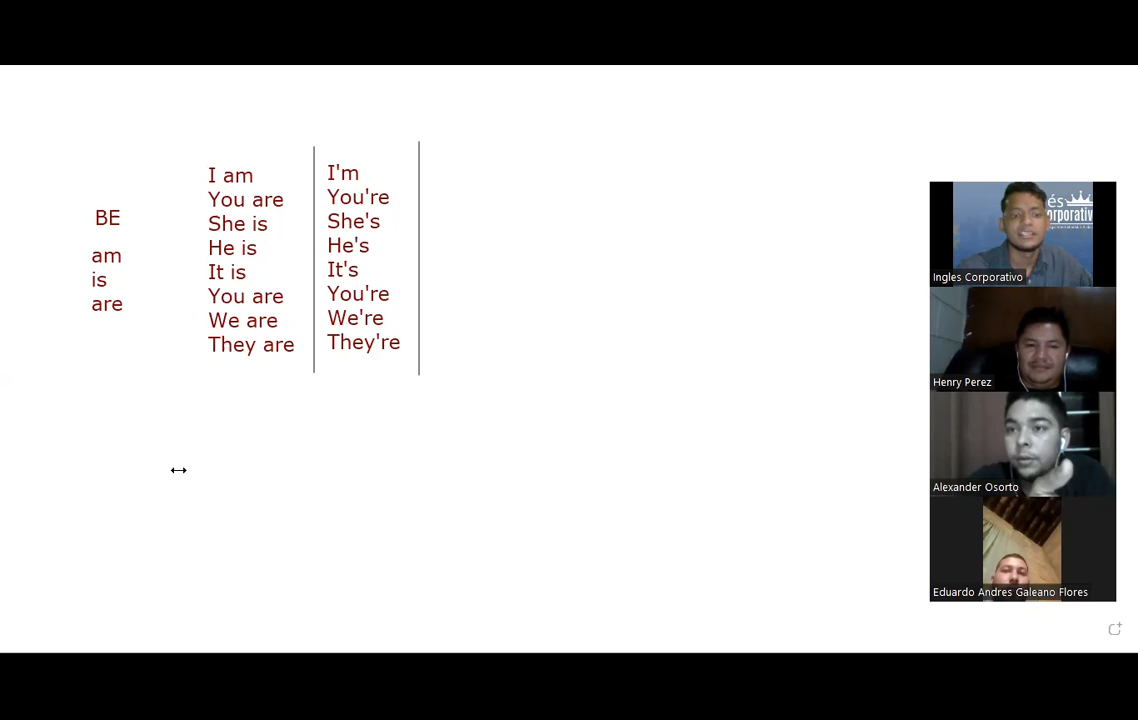 BE
am
is
are
I am
You are
She is
He is
It is
You are
We are
They are
I'm
You're
She's
He's
It's
You're
We're
They're
Ingles Corporativo
Henry Perez
Alexander Osorto
Eduardo Andres Galeano Flores